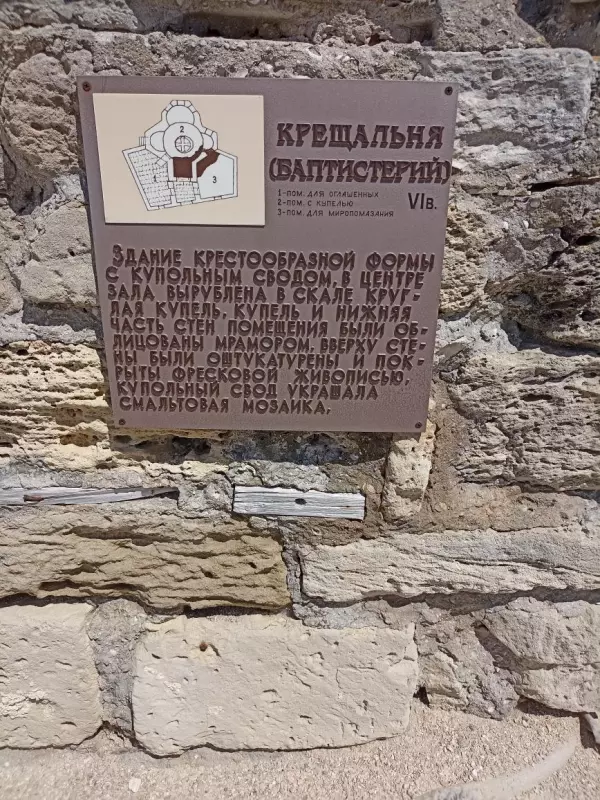 2
3
КРЕЩАЛЬНЯ
(БАПТИСТЕРИЙ)
1-ПОМ. ДЛЯ ОГЛАШЕННЫХ
2-ПОМ. С КУПЕЛЬЮ
3-ПОМ. ДЛЯ МИРОПОМАЗАНИЯ
VIв.
ЗДАНИЕ КРЕСТООБРАЗНОЙ ФОРМЫ
С КУПОЛЬНЫМ СВОДОМ, В ЦЕНТРЕ
ЗАЛА ВЫРУБЛЕНА В СКАЛЕ КРУГ-
ЛАЯ КУПЕЛЬ. КУПЕЛЬ И НИЖНЯЯ
ЧАСТЬ СТЕН ПОМЕЩЕНИЯ БЫЛИ ОБ-
ЛИЦОВАНЫ МРАМОРОМ, ВВЕРХУ СТЕ-
НЫ БЫЛИ ОШТУКАТУРЕНЫ И ПОК-
РЫТЫ ФРЕСКОВОЙ ЖИВОПИСЬЮ,
КУПОЛЬНЫЙ СВОД УКРАШАЛА
СМАЛЬТОВАЯ МОЗАИКА.